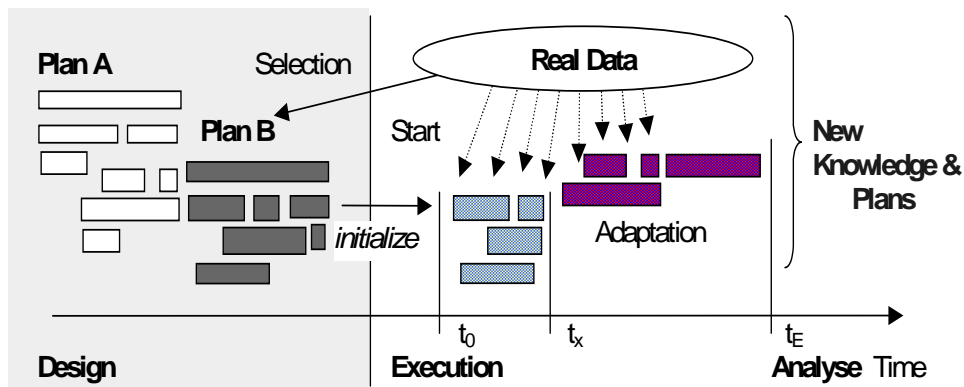 Plan A
Selection
Real Data
Plan B
Start
New
Knowledge &
Plans
initialize
Adaptation
t0
tx
tE
Design
Execution
Analyse Time